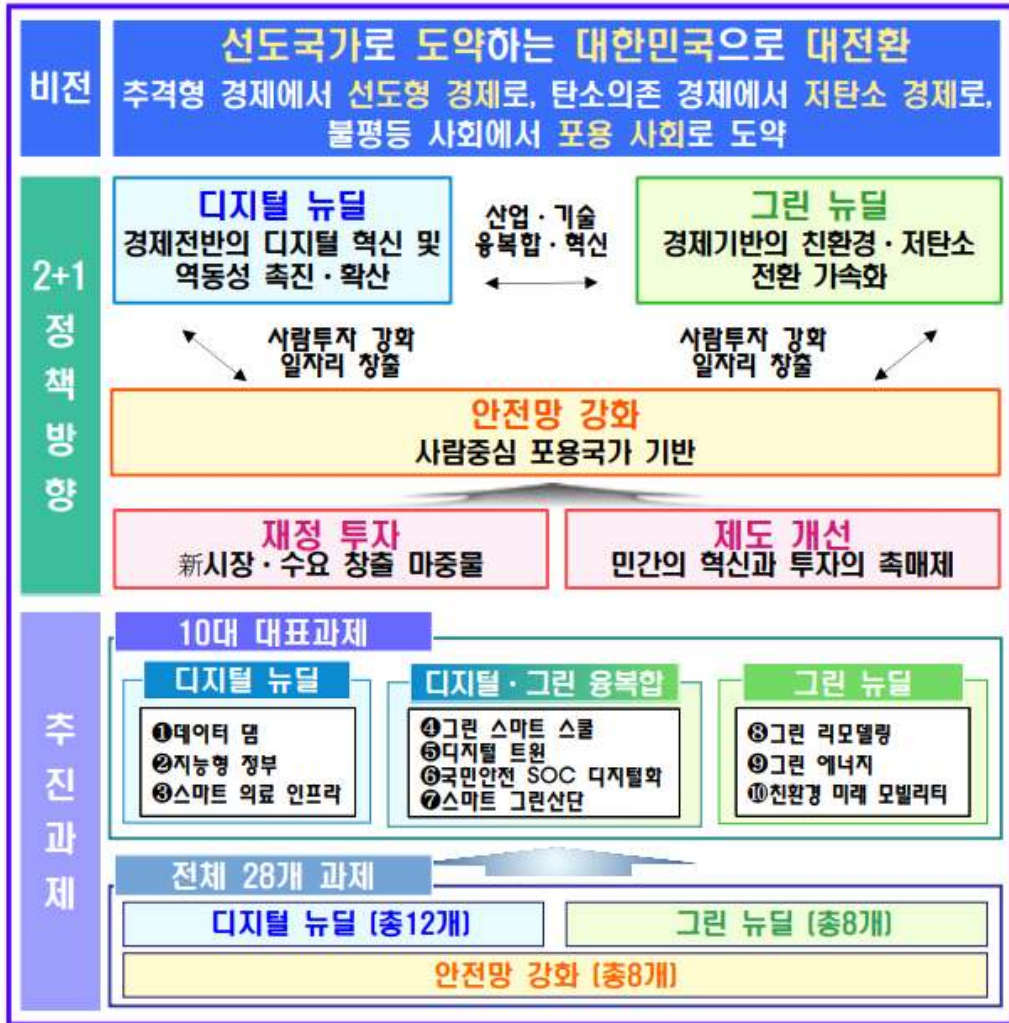 비전
선도국가로 도약하는 대한민국으로 대전환
추격형 경제에서 선도형 경제로, 탄소의존 경제에서 저탄소 경제로,
불평등 사회에서 포용 사회로 도약
2+1
정
책
방
향
디지털 뉴딜
경제전반의 디지털 혁신 및
역동성 촉진·확산
산업·기술
융복합·혁신
그린 뉴딜
경제기반의 친환경·저탄소
전환 가속화
사람투자 강화
일자리 창출
사람투자 강화
일자리 창출
안전망 강화
사람중심 포용국가 기반
재정 투자
新시장·수요 창출 마중물
제도 개선
민간의 혁신과 투자의 촉매제
추
진
과
제
10대 대표과제
디지털 뉴딜
❶데이터 댐
❷지능형 정부
❸스마트 의료 인프라
디지털·그린 융복합
❹그린 스마트 스쿨
❺디지털 트윈
❻국민안전 SOC 디지털화
❼스마트 그린산단
그린 뉴딜
❽그린 리모델링
❾그린 에너지
❿친환경 미래 모빌리티
전체 28개 과제
디지털 뉴딜 (총12개)
그린 뉴딜 (총8개)
안전망 강화 (총8개)